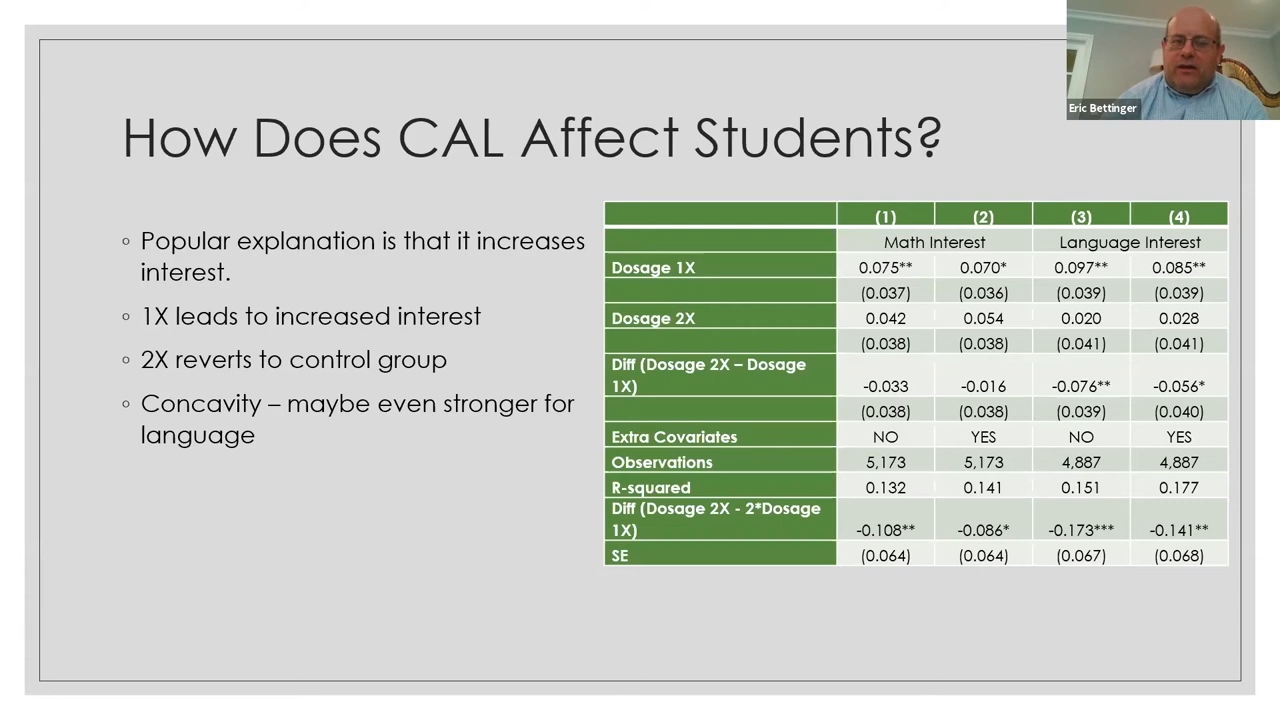 Eric Bettinger
How Does CAL Affect Students?
◦ Popular explanation is that it increases
interest.
◦ 1X leads to increased interest
◦ 2X reverts to control group
◦ Concavity – maybe even stronger for
language
(1) (2) (3) (4)
Math Interest Language Interest
Dosage 1X 0.075** 0.070* 0.097** 0.085**
(0.037) (0.036) (0.039) (0.039)
Dosage 2X 0.042 0.054 0.020 0.028
(0.038) (0.038) (0.041) (0.041)
Diff (Dosage 2X – Dosage
1X) -0.033 -0.016 -0.076** -0.056*
(0.038) (0.038) (0.039) (0.040)
Extra Covariates NO YES NO YES
Observations 5,173 5,173 4,887 4,887
R-squared 0.132 0.141 0.151 0.177
Diff (Dosage 2X - 2*Dosage
1X) -0.108** -0.086* -0.173*** -0.141**
SE (0.064) (0.064) (0.067) (0.068)